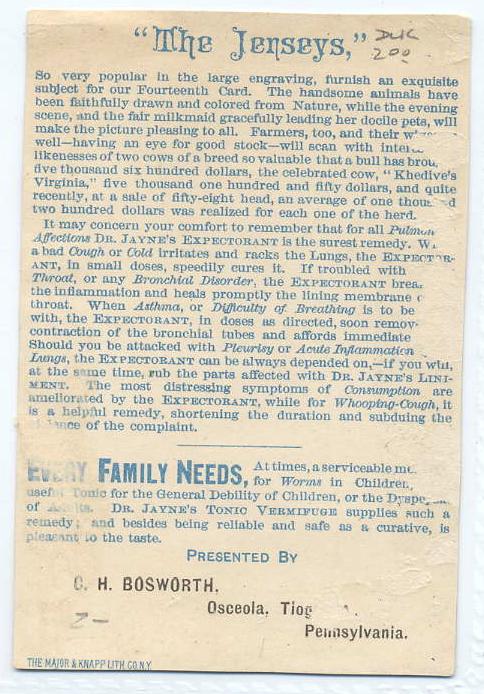 "The Jerseys,"
200
So very popular in the large engraving, furnish an exquisite
subject for our Fourteenth Card. The handsome animals have
been faithfully drawn and colored from Nature, while the evening
scene, and the fair milkmaid gracefully leading her docile pets, will
make the picture pleasing to all. Farmers, too, and their
well—having an eye for good stock—will scan with
likenesses of two cows of a breed so valuable that a bull has
five thousand six hundred dollars, the celebrated cow, "Khedive's
Virginia," five thousand one hundred and fifty dollars, and quite
recently, at a sale of fifty-eight head, an average of one
two hundred dollars was realized for each one of the herd.
It may concern your comfort to remember that for all
Affections DR. JAYNE'S EXPECTORANT is the surest remedy.
a bad Cough or Cold irritates and racks the Lungs, the EXPECTOR-
ANT, in small doses, speedily cures it. If troubled with
Throat, or any Bronchial Disorder, the EXPECTORANT
the inflammation and heals promptly the lining membrane
throat. When Asthma, or Difficulty of Breathing is to be
with, the EXPECTORANT, in doses as directed, soon
contraction of the bronchial tubes and affords immediate
Should you be attacked with Pleurisy or Acute Inflammation
Lungs, the EXPECTORANT can be always depended on,—if you will,
at the same time, rub the parts affected with DR. JAYNE'S LINI-
MENT. The most distressing symptoms of Consumption are
ameliorated by the EXPECTORANT, while for Whooping-Cough, it
is a helpful remedy, shortening the duration and subduing the
of the complaint.
EVERY FAMILY NEEDS, At times, a serviceable
for Worms in Children,
useful Tonic for the General Debility of Children, or the
of DR. JAYNE'S TONIC VERMIFUGE supplies such a
remedy; and besides being reliable and safe as a curative, is
pleasant to the taste.
PRESENTED BY
C. H. BOSWORTH,
Osceola,
Pennsylvania.
THE MAJOR & KNAPP LITH. CO. N.Y.